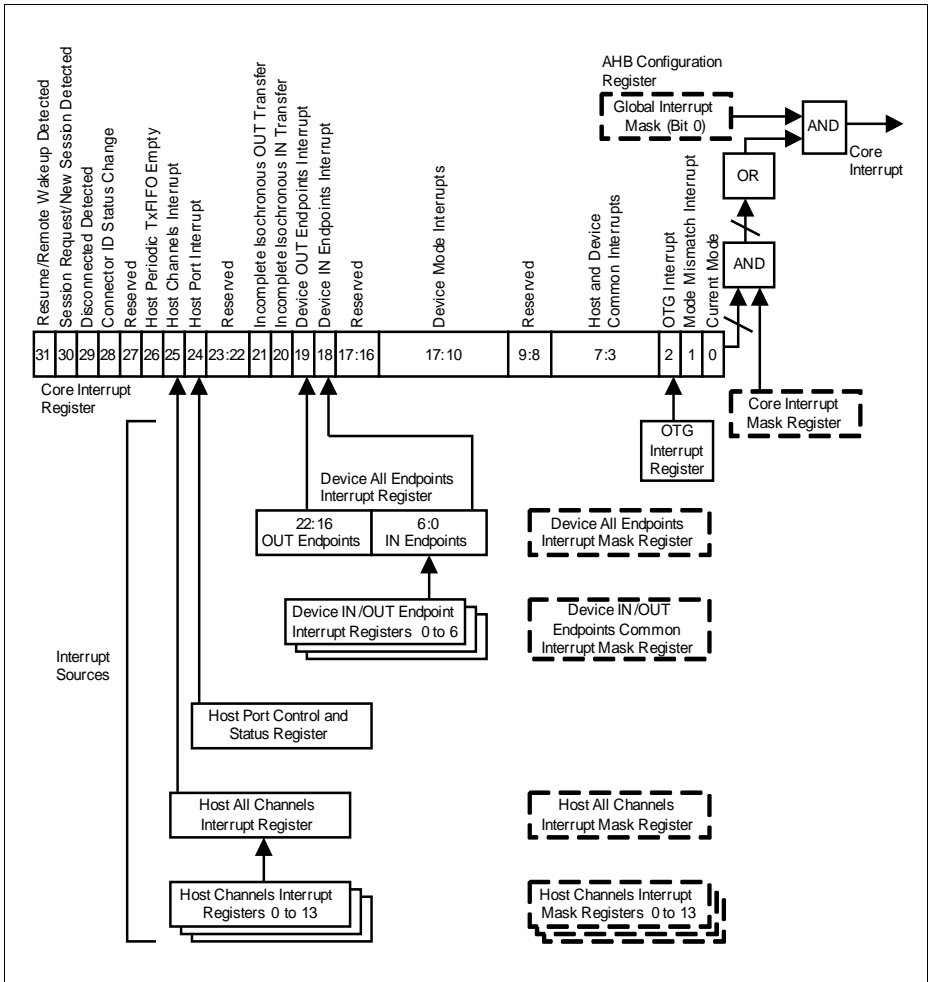 AHB Configuration
Register
Global Interrupt
Mask (Bit 0)
AND
Core
Interrupt
OR
AND
Resume/Remote Wakeup Detected
Session Request/New Session Detected
Disconnected Detected
Connector ID Status Change
Reserved
Host Periodic TxFIFO Empty
Host Channels Interrupt
Host Port Interrupt
Reserved
Incomplete Isochronous OUT Transfer
Incomplete Isochronous IN Transfer
Device OUT Endpoints Interrupt
Device IN Endpoints Interrupt
Reserved
Device Mode Interrupts
Reserved
Host and Device
Common Interrupts
OTG Interrupt
Mode Mismatch Interrupt
Current Mode
31 30 29 28 27 26 25 24 23:22 21 20 19 18 17:16 17:10 9:8 7:3 2 1 0
Core Interrupt
Register
Core Interrupt
Mask Register
OTG
Interrupt
Register
Device All Endpoints
Interrupt Register
22:16
OUT Endpoints
6:0
IN Endpoints
Device All Endpoints
Interrupt Mask Register
Device IN/OUT Endpoint
Interrupt Registers 0 to 6
Device IN/OUT
Endpoints Common
Interrupt Mask Register
Interrupt
Sources
Host Port Control and
Status Register
Host All Channels
Interrupt Register
Host All Channels
Interrupt Mask Register
Host Channels Interrupt
Registers 0 to 13
Host Channels Interrupt
Mask Registers 0 to 13